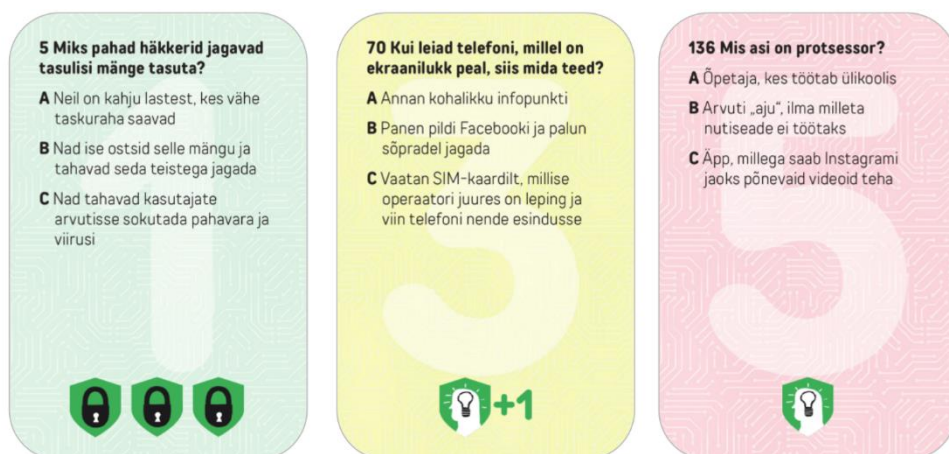 5 Miks pahad häkkerid jagavad
tasulisi mänge tasuta?
A Neil on kahju lastest, kes vähe
taskuraha saavad
B Nad ise ostsid selle mängu ja
tahavad seda teistega jagada
C Nad tahavad kasutajate
arvutisse sokutada pahavara ja
viirusi
1
70 Kui leiad telefoni, millel on
ekraanilukk peal, siis mida teed?
A Annan kohalikku infopunkti
B Panen pildi Facebooki ja palun
sõpradel jagada
C Vaatan SIM-kaardilt, millise
operaatori juures on leping ja
viin telefoni nende esindusse
3
+1
136 Mis asi on protsessor?
A Õpetaja, kes töötab ülikoolis
B Arvuti „aju“, ilma milleta
nutiseade ei töötaks
C Äpp, millega saab Instagrami
jaoks põnevaid videoid teha
5